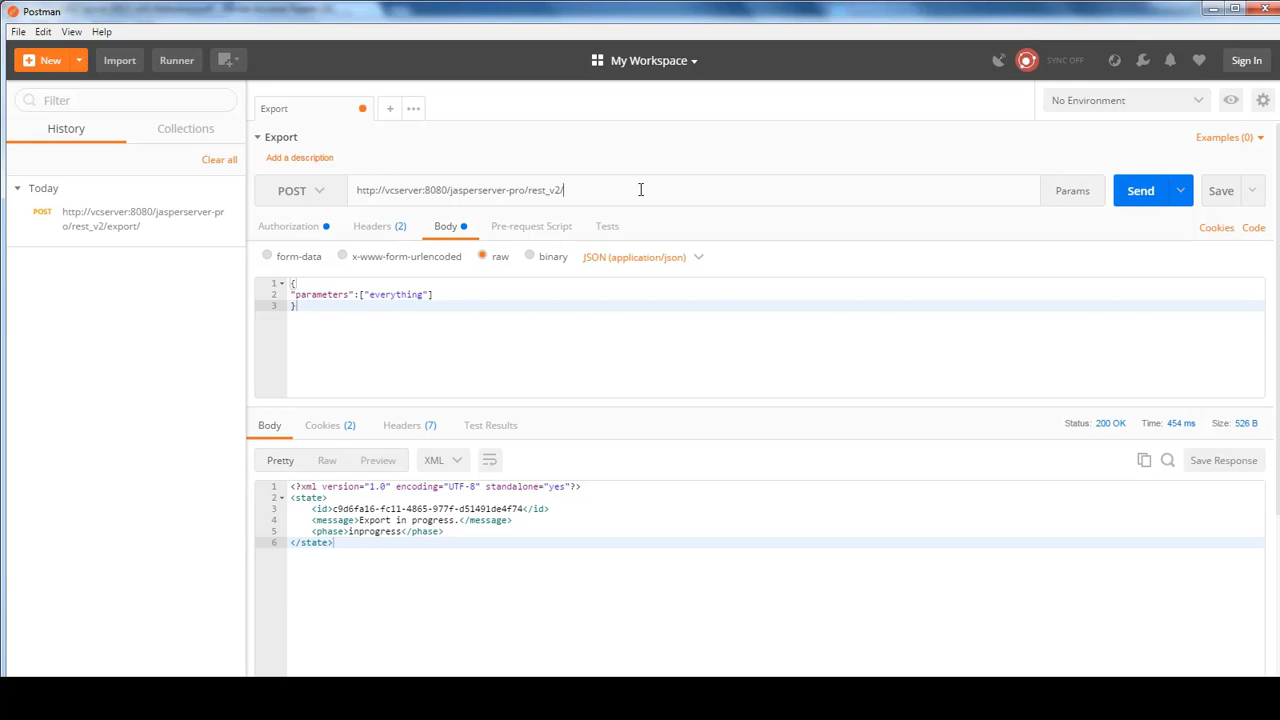 Postman
File Edit View Help
New Import Runner My Workspace SYNC OFF Sign In
Filter
History Collections
Clear all
Today
POST http://vcserver:8080/jasperserver-pr
o/rest_v2/export/
Export No Environment
Export Examples (0)
Add a description
POST http://vcserver:8080/jasperserver-pro/rest_v2/ Params Send Save
Authorization Headers (2) Body Pre-request Script Tests Cookies Code
form-data x-www-form-urlencoded raw binary JSON (application/json)
1 {
2 "parameters":["everything"]
3 }
Body Cookies (2) Headers (7) Test Results Status: 200 OK Time: 454 ms Size: 526 B
Pretty Raw Preview XML Save Response
1 <?xml version="1.0" encoding="UTF-8" standalone="yes"?>
2 <state>
3 <id>c9d6fa16-fc11-4865-977f-d51491de4f74</id>
4 <message>Export in progress.</message>
5 <phase>inprogress</phase>
6 </state>